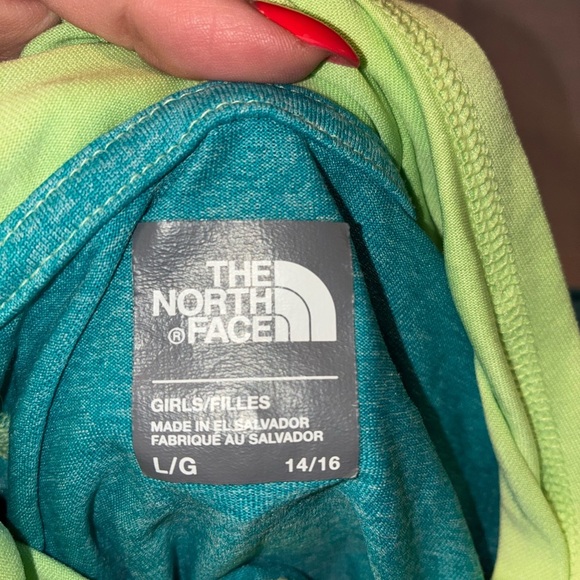 THE
NORTH
® FACE
GIRLS/FILLES
MADE IN EL SALVADOR
FABRIQUÉ AU SALVADOR
L/G 14/16